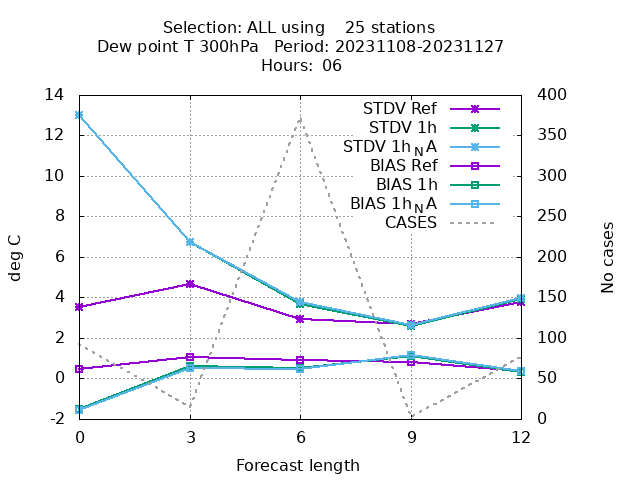 Selection: ALL using    25 stations
Dew point T 300hPa   Period: 20231108-20231127
Hours: 06
14
12
10
8
6
4
2
0
-2
400
350
300
250
200
150
100
50
0
STDV Ref
STDV 1h
STDV 1h_NA
BIAS Ref
BIAS 1h
BIAS 1h_NA
CASES
deg C
No cases
0 3 6 9 12
Forecast length